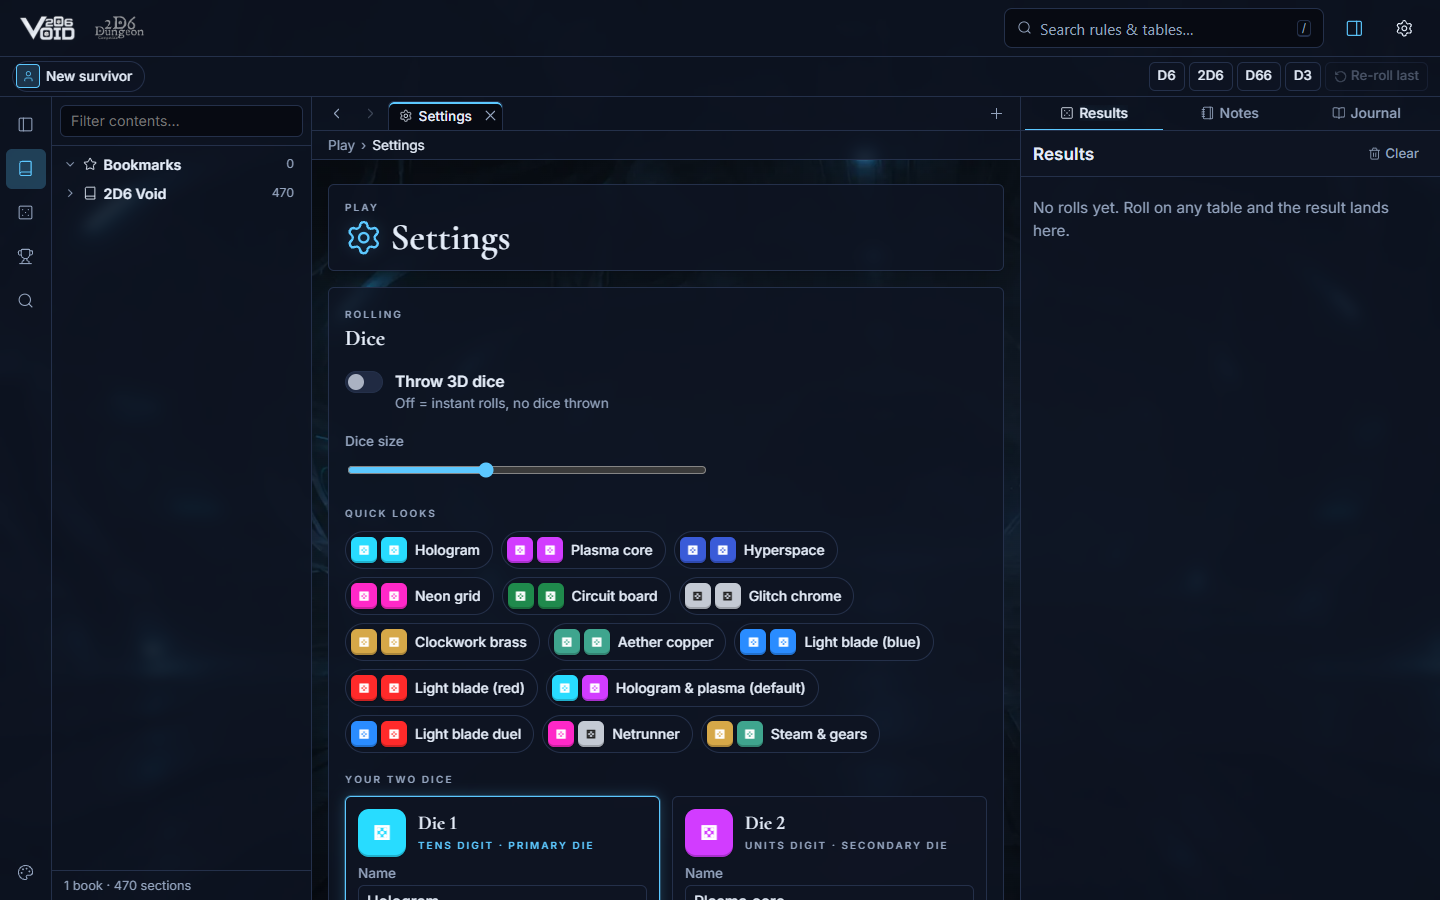 2D6
VOID
2D6
Dungeon
Search rules & tables...
/
New survivor
D6
2D6
D66
D3
Re-roll last
Filter contents...
Bookmarks
0
2D6 Void
470
1 book · 470 sections
Settings
Play › Settings
PLAY
Settings
ROLLING
Dice
Throw 3D dice
Off = instant rolls, no dice thrown
Dice size
QUICK LOOKS
Hologram
Plasma core
Hyperspace
Neon grid
Circuit board
Glitch chrome
Clockwork brass
Aether copper
Light blade (blue)
Light blade (red)
Hologram & plasma (default)
Light blade duel
Netrunner
Steam & gears
YOUR TWO DICE
Die 1
TENS DIGIT · PRIMARY DIE
Name
Hologram
Die 2
UNITS DIGIT · SECONDARY DIE
Name
Plasma core
Results
Notes
Journal
Results
Clear
No rolls yet. Roll on any table and the result lands
here.